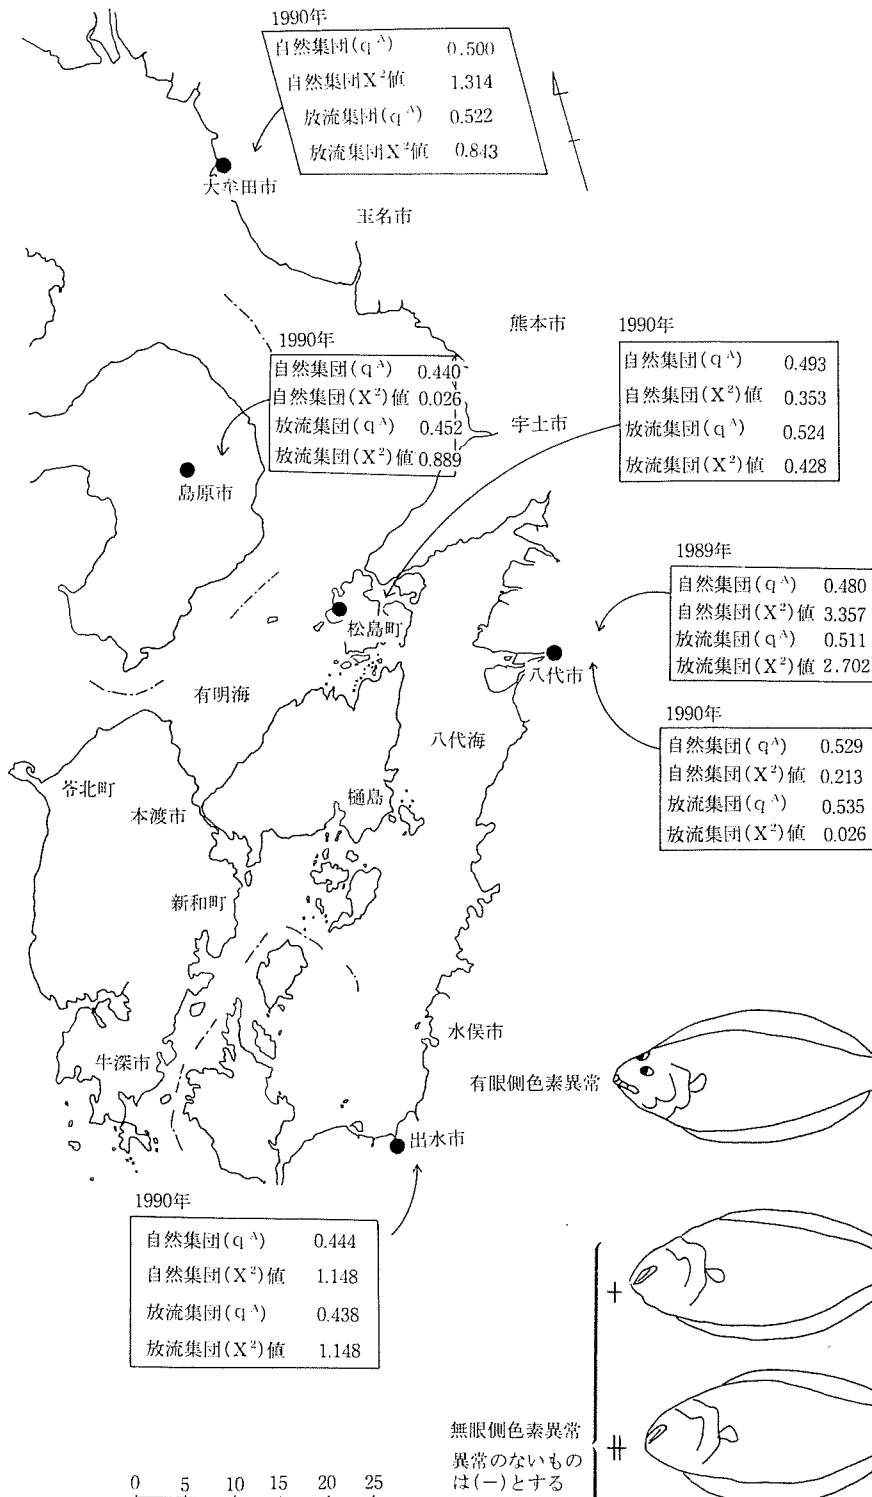 1990年
自然集団(qᴬ) 0.500
自然集団X²値 1.314
放流集団(qᴬ) 0.522
放流集団X²値 0.843
大牟田市
玉名市
熊本市
1990年
自然集団(qᴬ) 0.440
自然集団(X²)値 0.026
放流集団(qᴬ) 0.452
放流集団(X²)値 0.889
1990年
自然集団(qᴬ) 0.493
自然集団(X²)値 0.353
放流集団(qᴬ) 0.524
放流集団(X²)値 0.428
宇土市
島原市
1989年
自然集団(qᴬ) 0.480
自然集団(X²)値 3.357
放流集団(qᴬ) 0.511
放流集団(X²)値 2.702
松島町
八代市
有明海
八代海
1990年
自然集団(qᴬ) 0.529
自然集団(X²)値 0.213
放流集団(qᴬ) 0.535
放流集団(X²)値 0.026
苓北町
本渡市
樋島
新和町
水俣市
牛深市
有眼側色素異常
出水市
1990年
自然集団(qᴬ) 0.444
自然集団(X²)値 1.148
放流集団(qᴬ) 0.438
放流集団(X²)値 1.148
+
⧺
無眼側色素異常
異常のないもの
は(−)とする
0 5 10 15 20 25